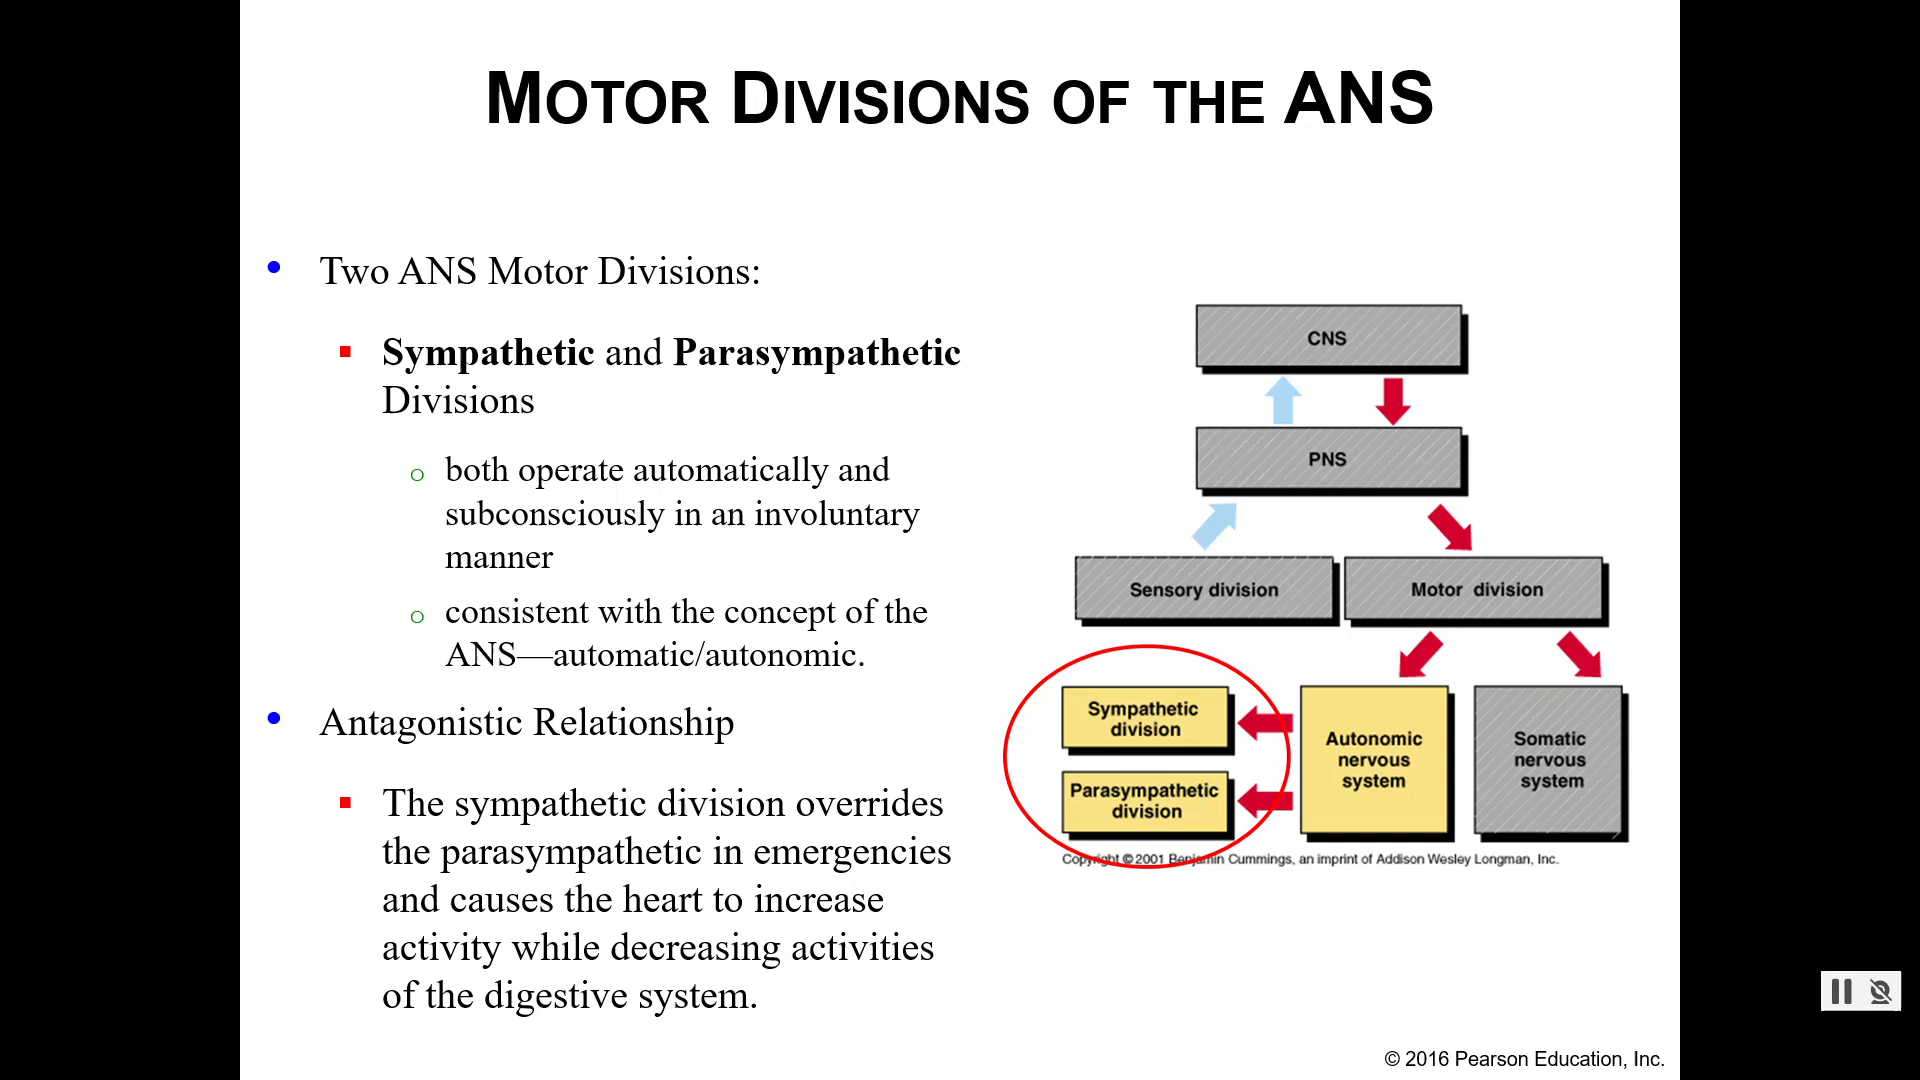 MOTOR DIVISIONS OF THE ANS
• Two ANS Motor Divisions:
▪ Sympathetic and Parasympathetic
Divisions
o both operate automatically and
subconsciously in an involuntary
manner
o consistent with the concept of the
ANS—automatic/autonomic.
• Antagonistic Relationship
▪ The sympathetic division overrides
the parasympathetic in emergencies
and causes the heart to increase
activity while decreasing activities
of the digestive system.
CNS
PNS
Sensory division
Motor division
Sympathetic
division
Parasympathetic
division
Autonomic
nervous
system
Somatic
nervous
system
Copyright © 2001 Benjamin Cummings, an imprint of Addison Wesley Longman, Inc.
© 2016 Pearson Education, Inc.